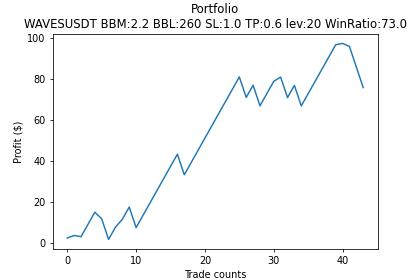 Portfolio
WAVESUSDT BBM:2.2 BBL:260 SL:1.0 TP:0.6 lev:20 WinRatio:73.0
100
80
60
40
20
0
Profit ($)
0
10
20
30
40
Trade counts